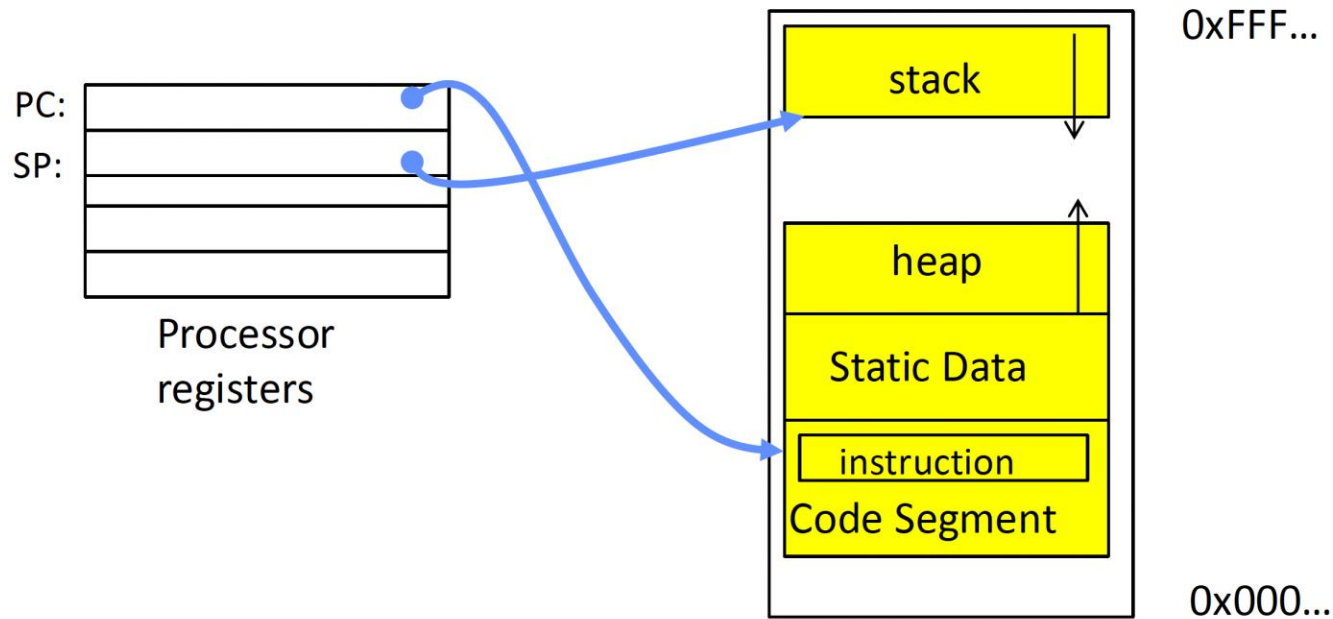 PC:
SP:
Processor
registers
0xFFF...
stack
heap
Static Data
instruction
Code Segment
0x000...